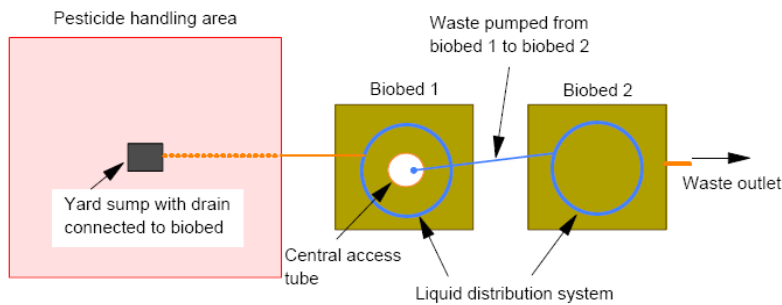 Pesticide handling area
Waste pumped from
biobed 1 to biobed 2
Biobed 1
Biobed 2
Yard sump with drain
connected to biobed
Central access
tube
Liquid distribution system
Waste outlet